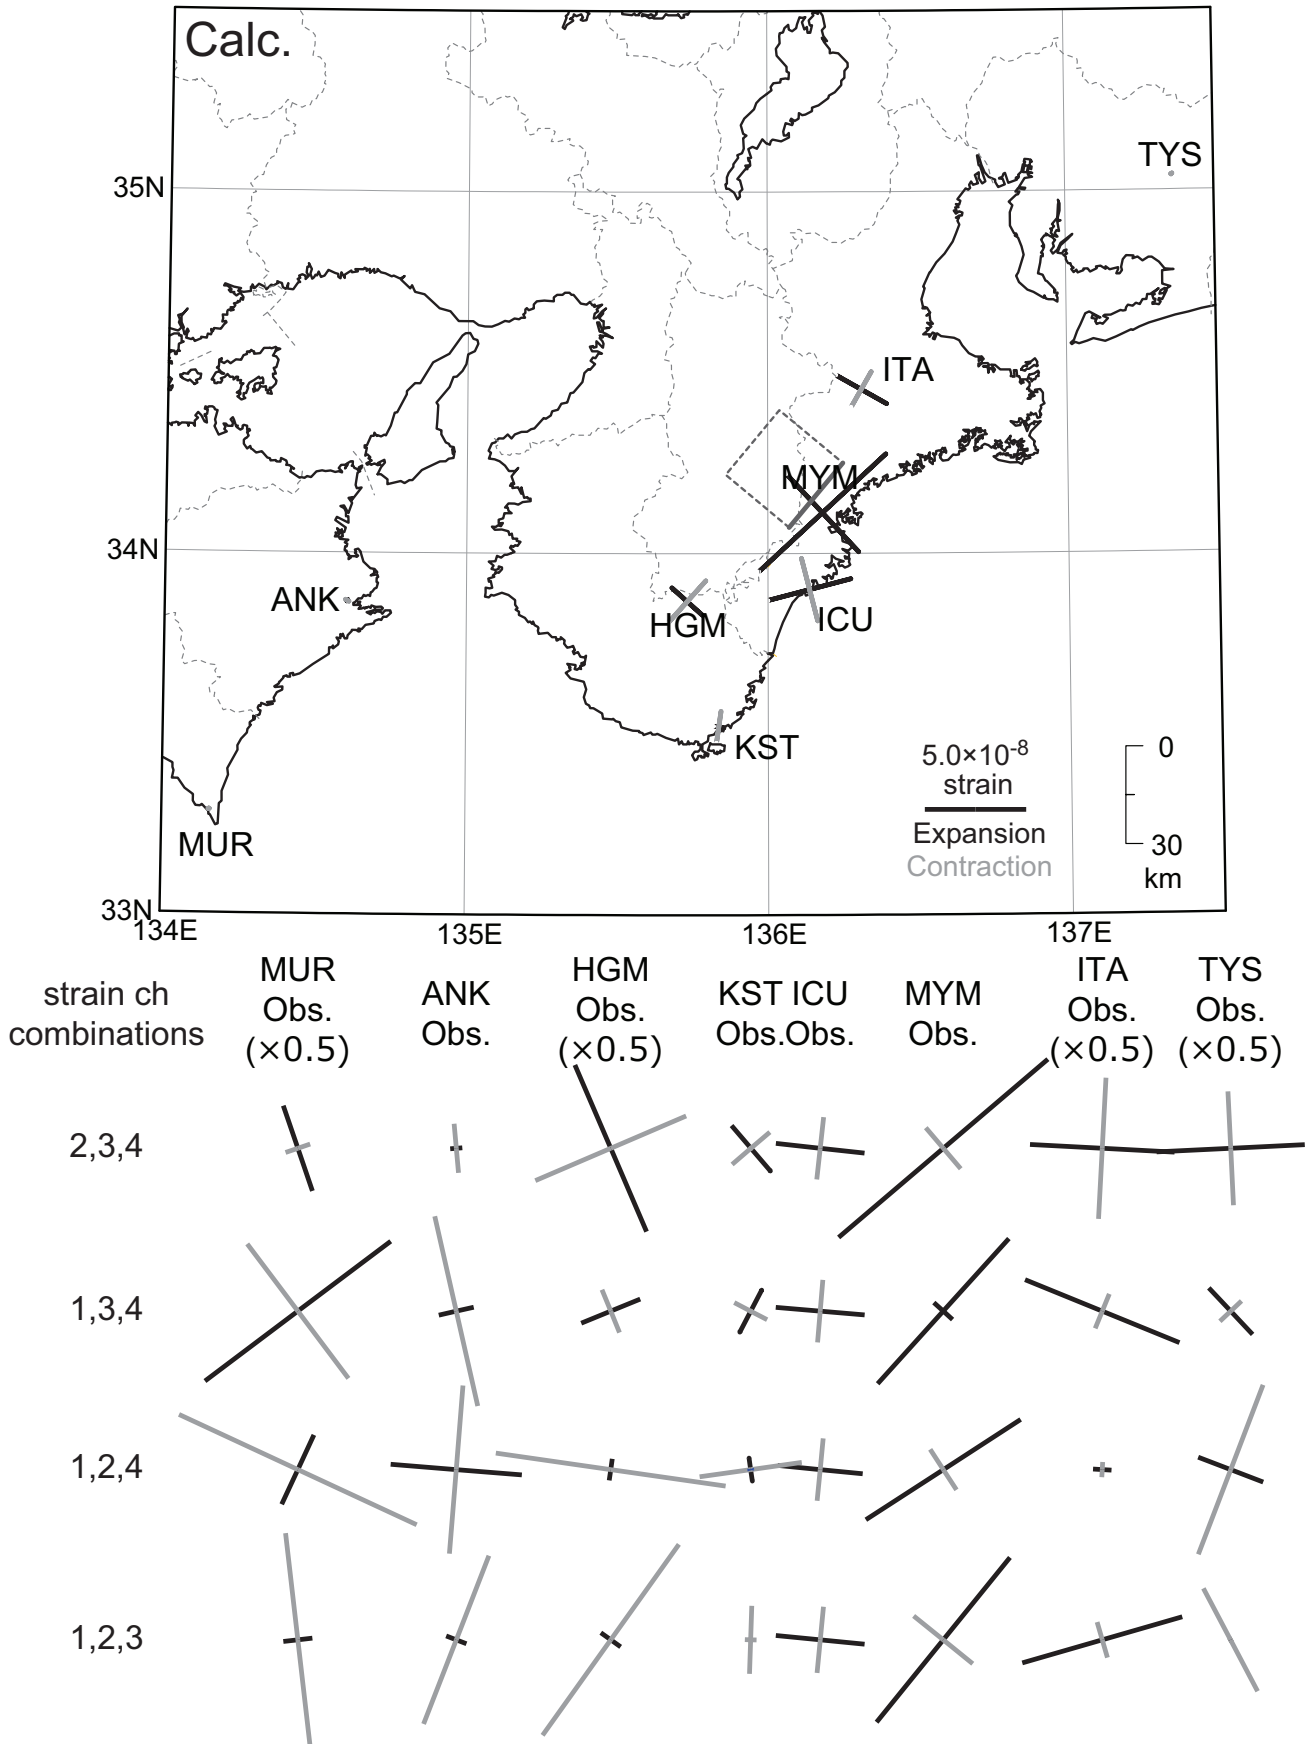 Calc.
TYS
35N
ITA
MYM
34N
ANK
HGM
ICU
KST
5.0×10-8
strain
Expansion
Contraction
0
30
km
MUR
33N
134E
135E
136E
137E
strain ch
combinations
MUR
Obs.
(×0.5)
ANK
Obs.
HGM
Obs.
(×0.5)
KST ICU
Obs.Obs.
MYM
Obs.
ITA
Obs.
(×0.5)
TYS
Obs.
(×0.5)
2,3,4
1,3,4
1,2,4
1,2,3